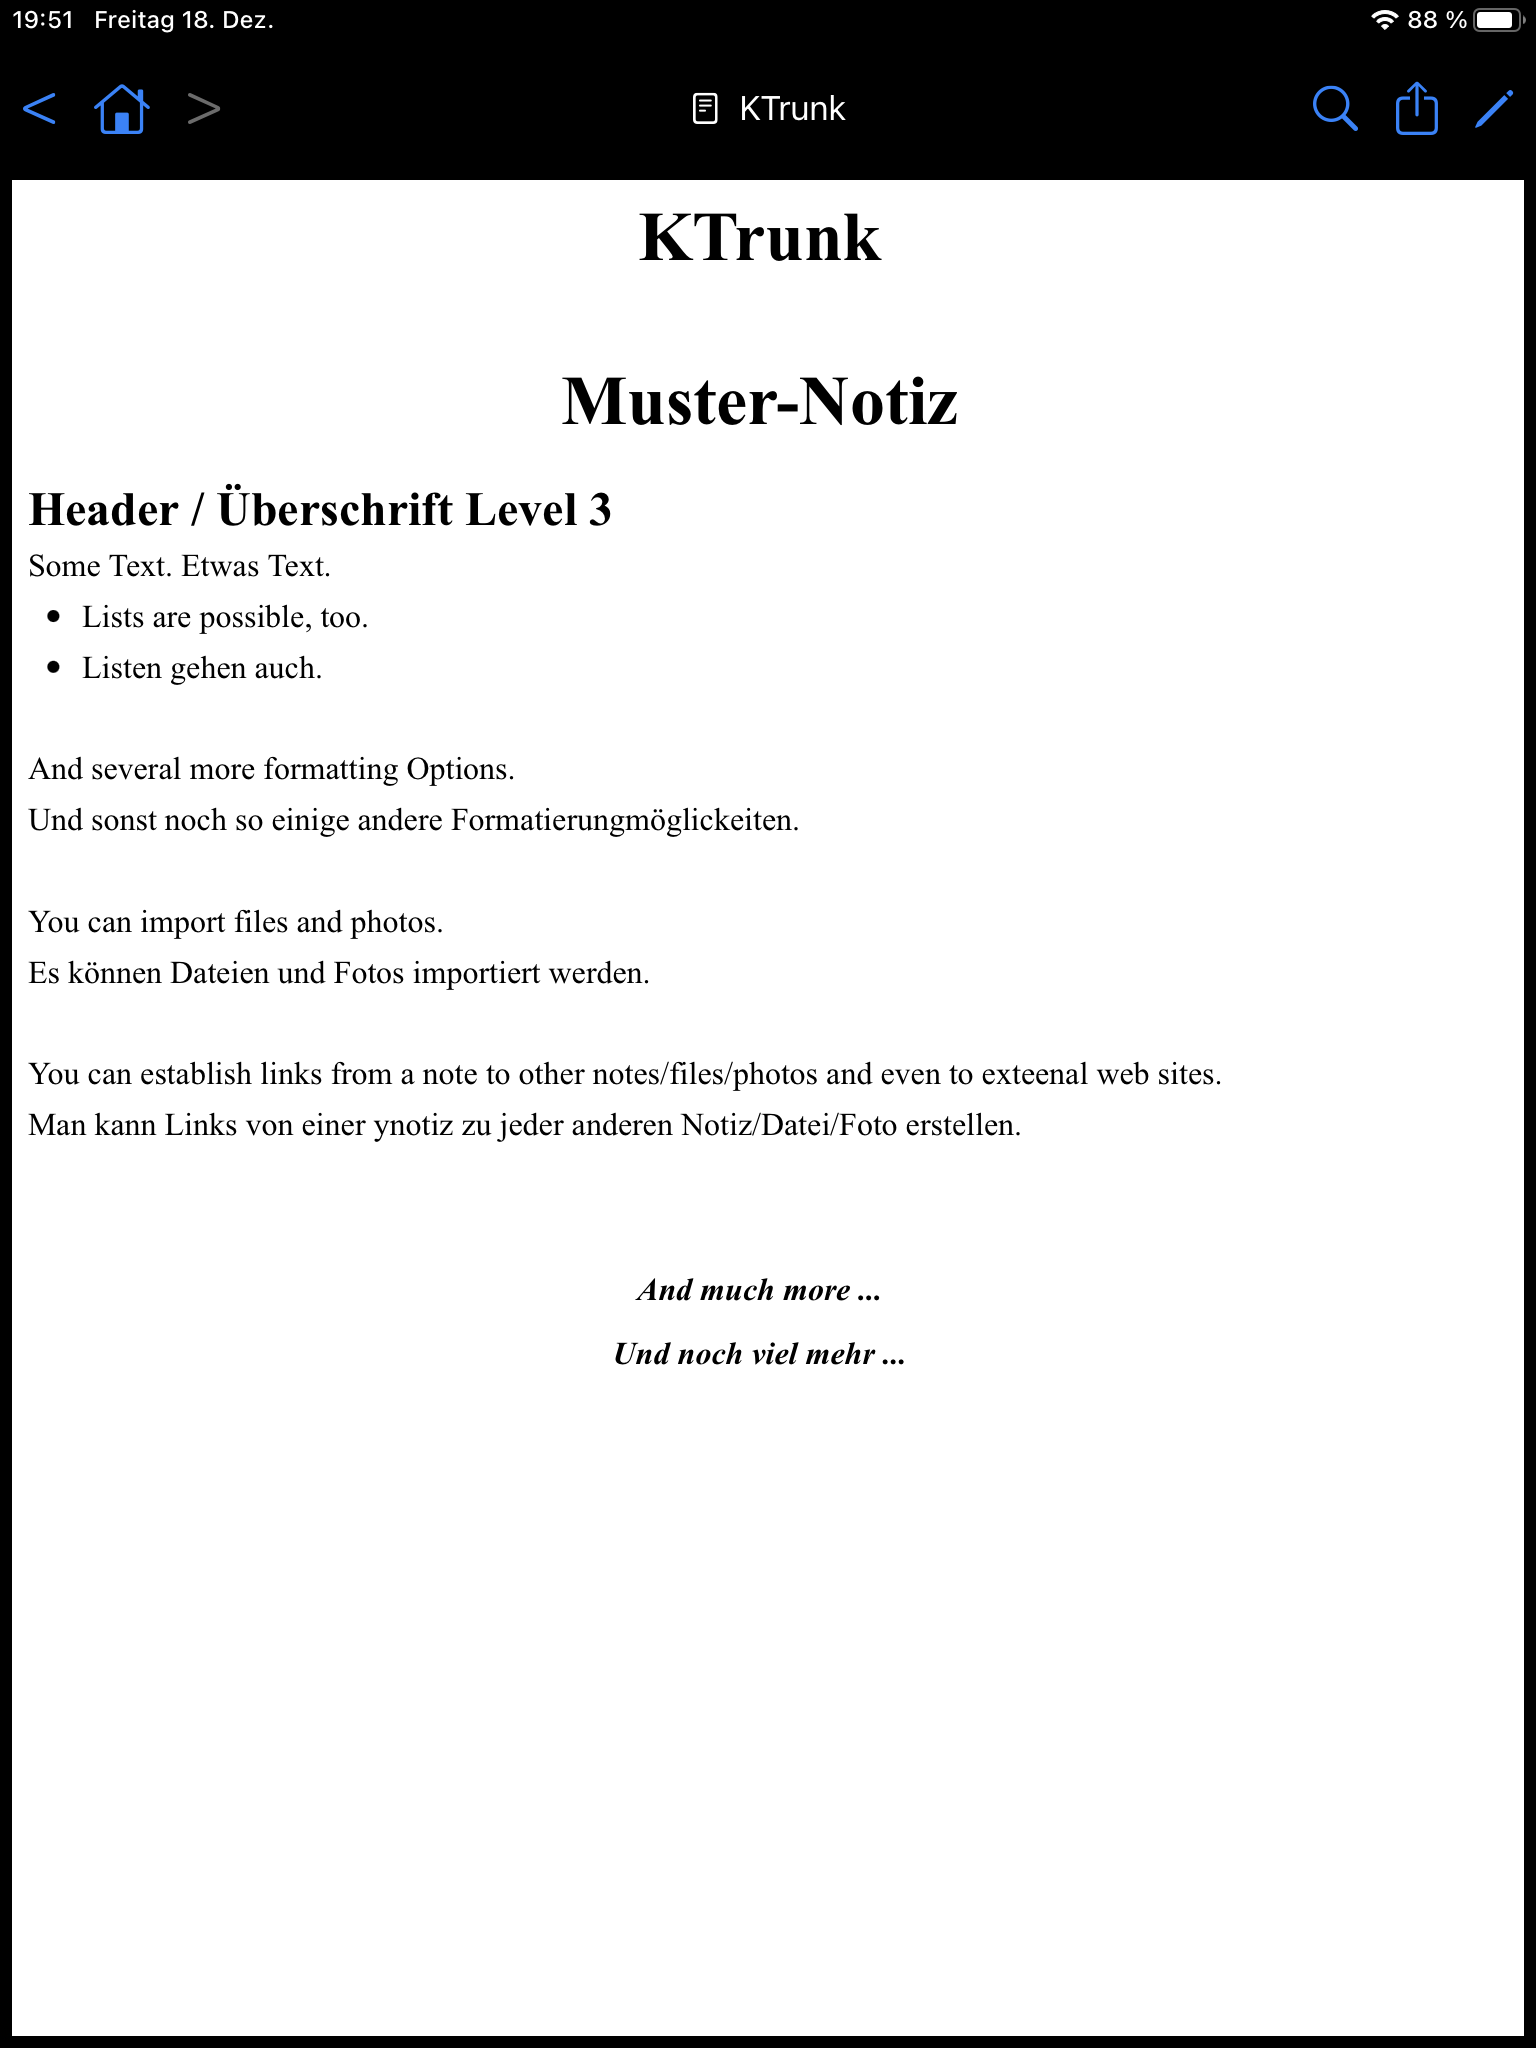 19:51 Freitag 18. Dez. 88 %
< > KTrunk
KTrunk
Muster-Notiz
Header / Überschrift Level 3
Some Text. Etwas Text.
• Lists are possible, too.
• Listen gehen auch.
And several more formatting Options.
Und sonst noch so einige andere Formatierungmöglickeiten.
You can import files and photos.
Es können Dateien und Fotos importiert werden.
You can establish links from a note to other notes/files/photos and even to exteenal web sites.
Man kann Links von einer ynotiz zu jeder anderen Notiz/Datei/Foto erstellen.
And much more ...
Und noch viel mehr ...